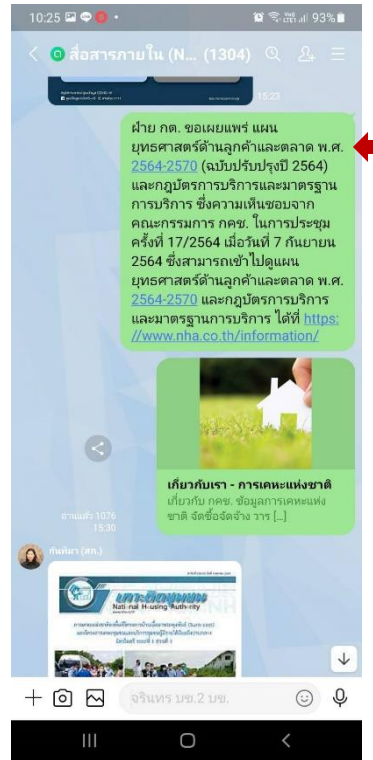 10:25
93%
สื่อสารภายใน (N... (1304)
15:23
ฝ่าย กต. ขอเผยแพร่ แผน
ยุทธศาสตร์ด้านลูกค้าและตลาด พ.ศ.
2564-2570 (ฉบับปรับปรุงปี 2564)
และกฎบัตรการบริการและมาตรฐาน
การบริการ ซึ่งความเห็นชอบจาก
คณะกรรมการ กคช. ในการประชุม
ครั้งที่ 17/2564 เมื่อวันที่ 7 กันยายน
2564 ซึ่งสามารถเข้าไปดูแผน
ยุทธศาสตร์ด้านลูกค้าและตลาด พ.ศ.
2564-2570 และกฎบัตรการบริการ
และมาตรฐานการบริการ ได้ที่ https:
//www.nha.co.th/information/
เกี่ยวกับเรา - การเคหะแห่งชาติ
เกี่ยวกับ กคช. ข้อมูลการเคหะแห่ง
ชาติ จัดซื้อจัดจ้าง วาร [...]
อ่านแล้ว 1076
15:30
กันทิมา (สก.)
เคหะชุมชน
National Housing Authority
จรินทร บช.2 บช.